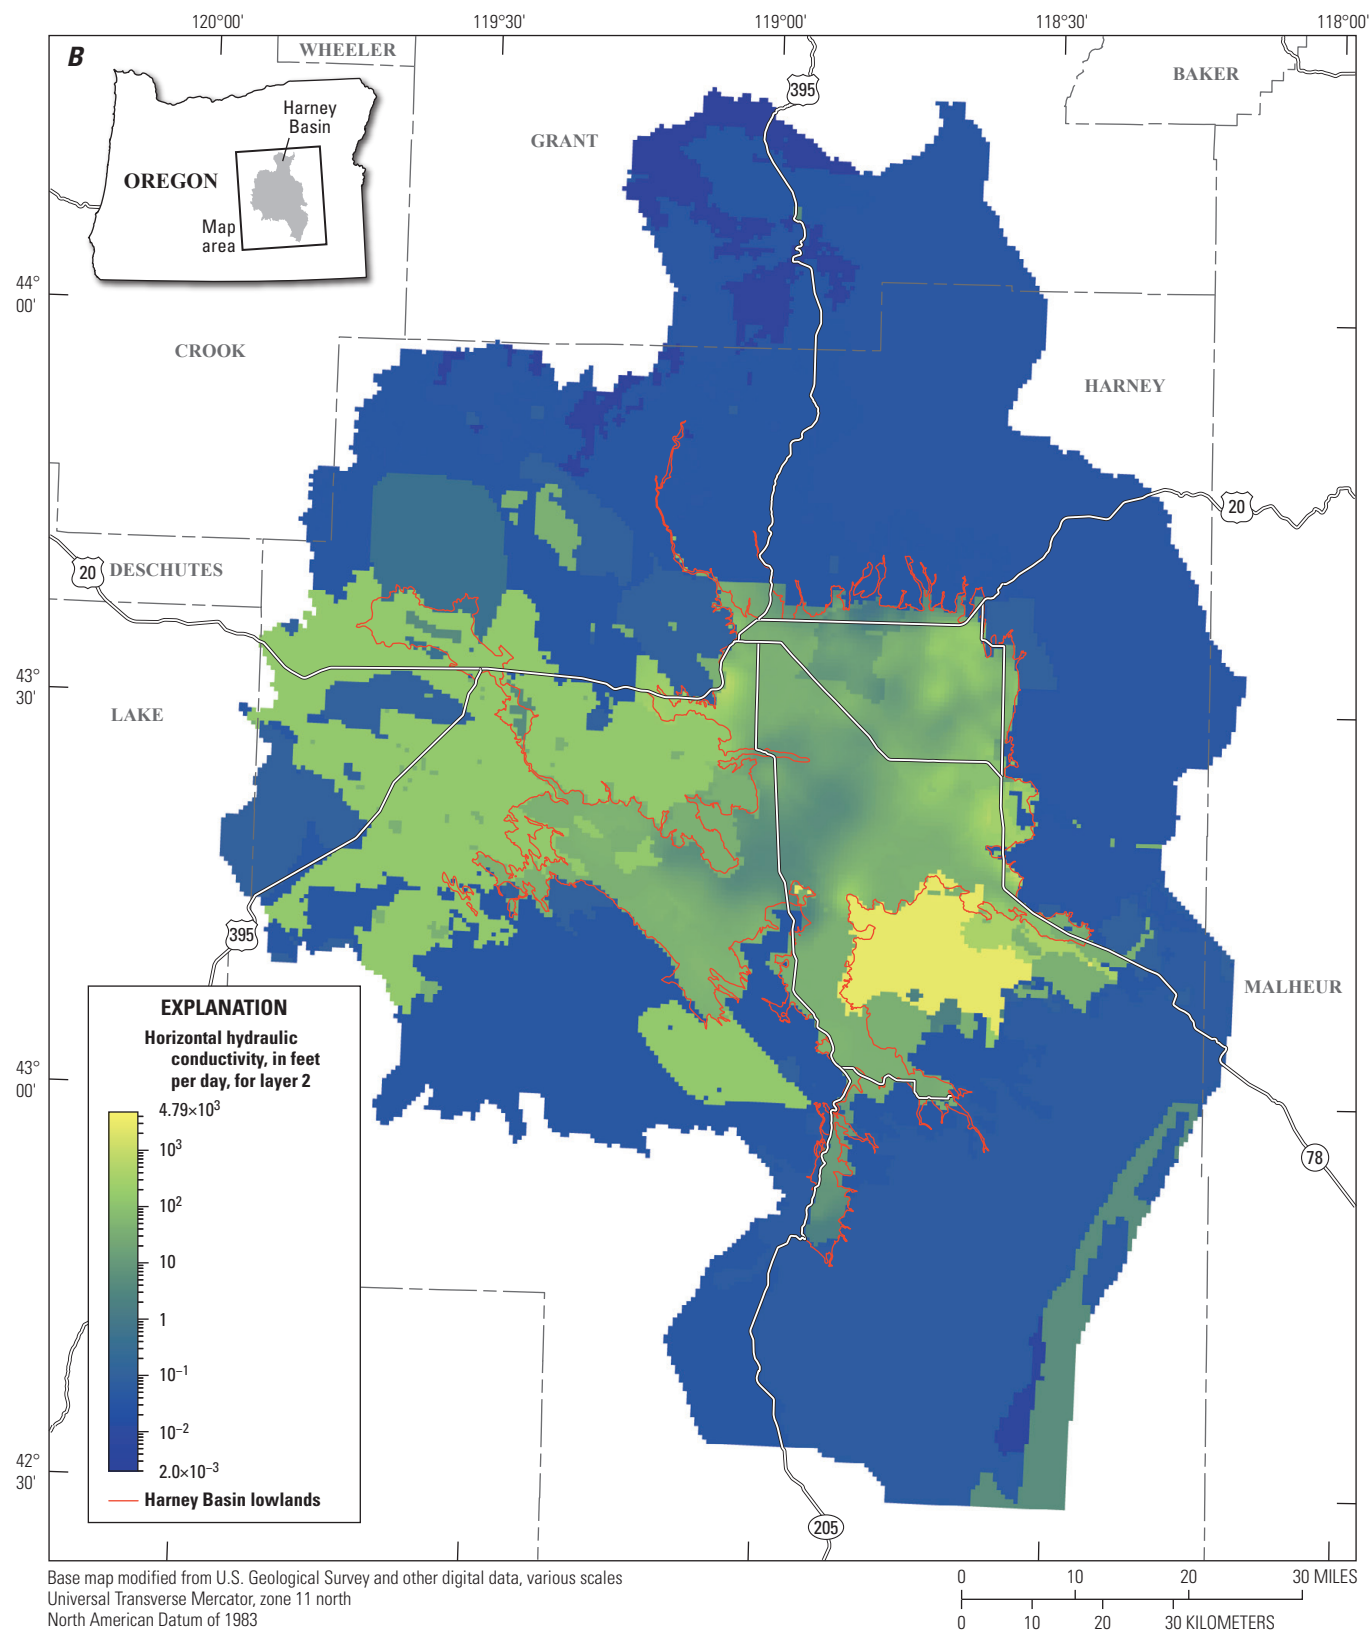 120°00'
119°30'
119°00'
118°30'
118°00'
B
WHEELER
BAKER
395
GRANT
Harney
Basin
OREGON
Map
area
44°
00'
CROOK
HARNEY
20
20
DESCHUTES
43°
30'
LAKE
395
MALHEUR
EXPLANATION
Horizontal hydraulic
conductivity, in feet
per day, for layer 2
4.79×10³
10³
10²
10
1
10⁻¹
10⁻²
2.0×10⁻³
Harney Basin lowlands
43°
00'
78
42°
30'
205
Base map modified from U.S. Geological Survey and other digital data, various scales
Universal Transverse Mercator, zone 11 north
North American Datum of 1983
0 10 20 30 MILES
0 10 20 30 KILOMETERS